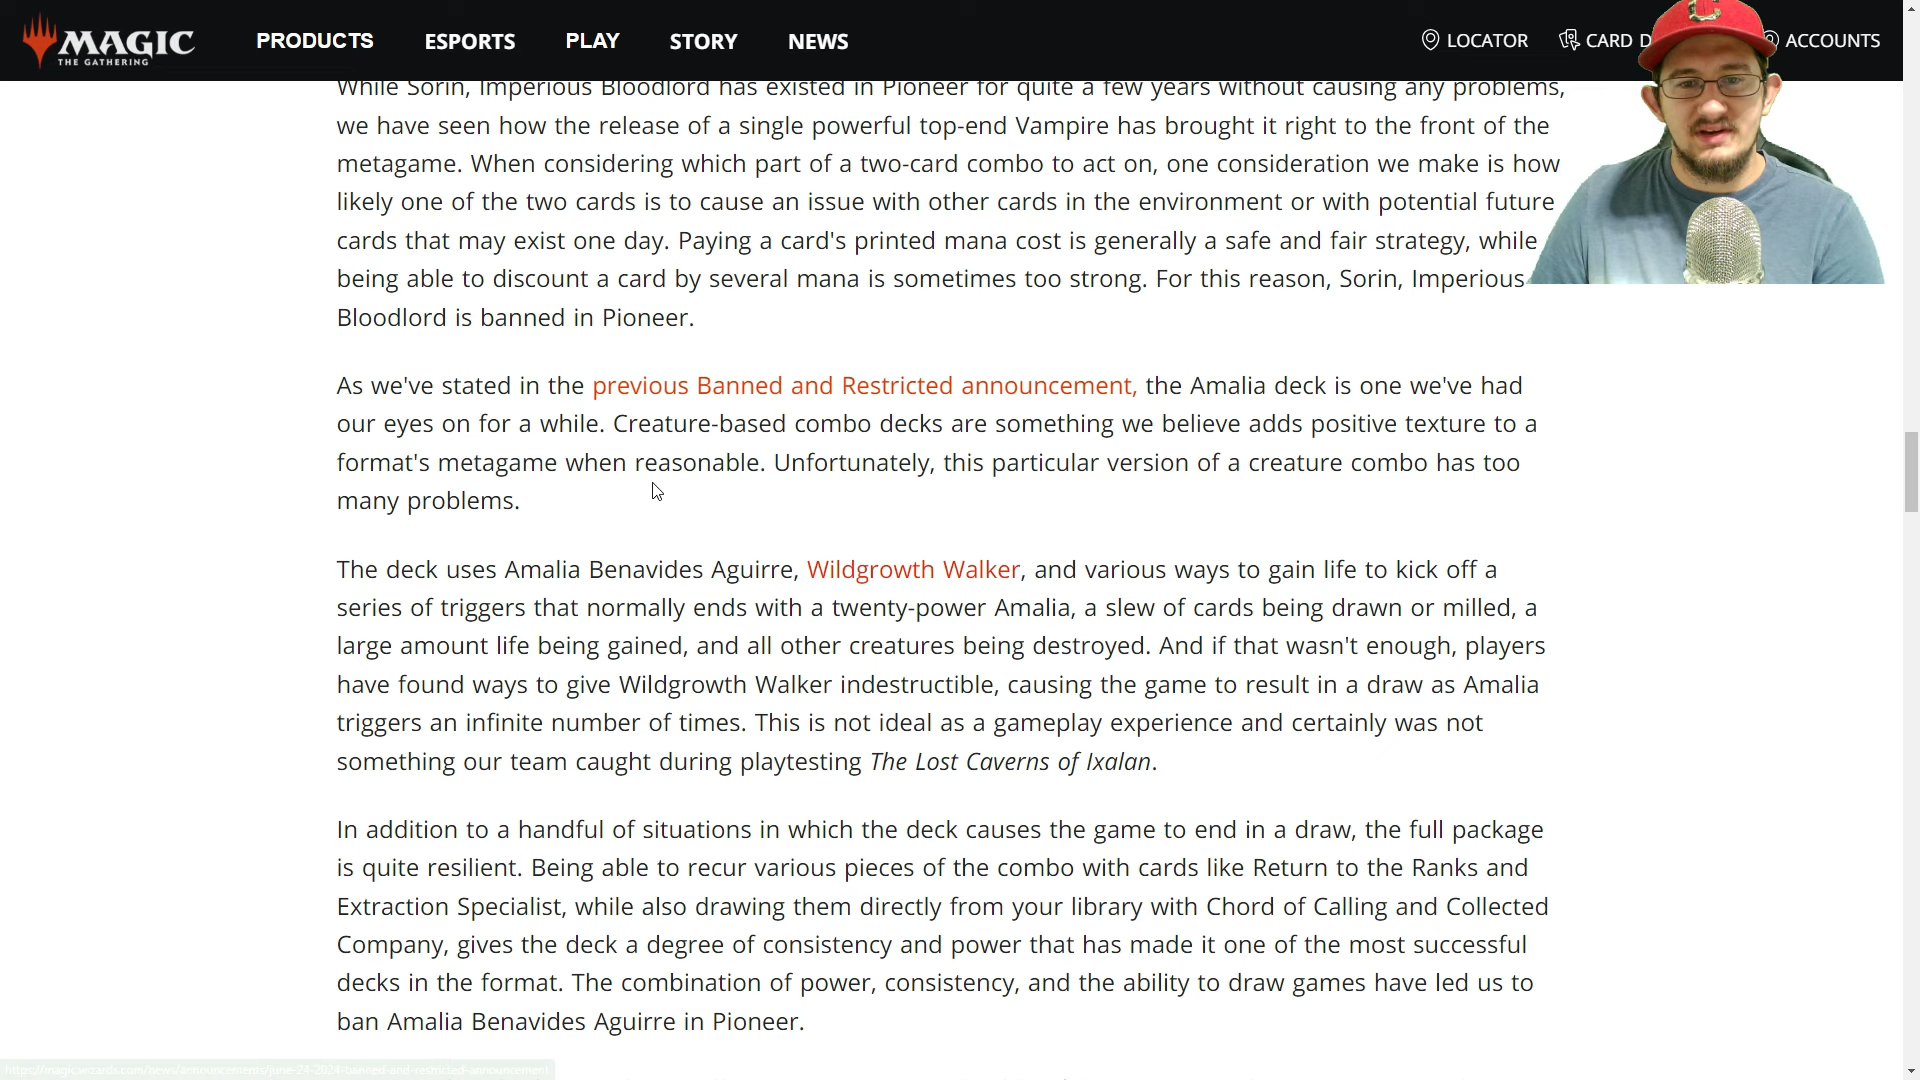 MAGIC
THE GATHERING
PRODUCTS
ESPORTS
PLAY
STORY
NEWS
LOCATOR
CARD D
ACCOUNTS
C
While Sorin, Imperious Bloodlord has existed in Pioneer for quite a few years without causing any problems,
we have seen how the release of a single powerful top-end Vampire has brought it right to the front of the
metagame. When considering which part of a two-card combo to act on, one consideration we make is how
likely one of the two cards is to cause an issue with other cards in the environment or with potential future
cards that may exist one day. Paying a card's printed mana cost is generally a safe and fair strategy, while
being able to discount a card by several mana is sometimes too strong. For this reason, Sorin, Imperious
Bloodlord is banned in Pioneer.
As we've stated in the previous Banned and Restricted announcement, the Amalia deck is one we've had
our eyes on for a while. Creature-based combo decks are something we believe adds positive texture to a
format's metagame when reasonable. Unfortunately, this particular version of a creature combo has too
many problems.
The deck uses Amalia Benavides Aguirre, Wildgrowth Walker, and various ways to gain life to kick off a
series of triggers that normally ends with a twenty-power Amalia, a slew of cards being drawn or milled, a
large amount life being gained, and all other creatures being destroyed. And if that wasn't enough, players
have found ways to give Wildgrowth Walker indestructible, causing the game to result in a draw as Amalia
triggers an infinite number of times. This is not ideal as a gameplay experience and certainly was not
something our team caught during playtesting The Lost Caverns of Ixalan.
In addition to a handful of situations in which the deck causes the game to end in a draw, the full package
is quite resilient. Being able to recur various pieces of the combo with cards like Return to the Ranks and
Extraction Specialist, while also drawing them directly from your library with Chord of Calling and Collected
Company, gives the deck a degree of consistency and power that has made it one of the most successful
decks in the format. The combination of power, consistency, and the ability to draw games have led us to
ban Amalia Benavides Aguirre in Pioneer.
https://magic.wizards.com/news/announcements/june-24-2024-banned-and-restricted-announcement